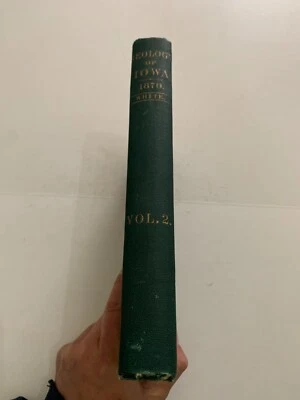 GEOLOGY
OF
IOWA
1870.
WHITE.
VOL. 2.